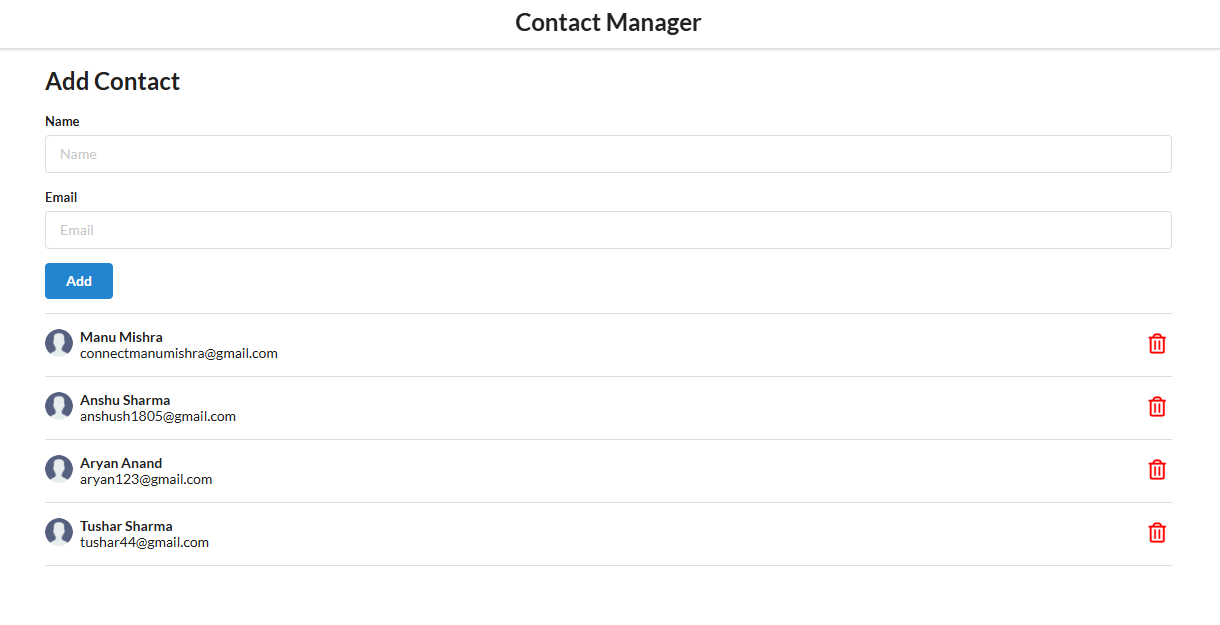 Contact Manager
Add Contact
Name
Name
Email
Email
Add
Manu Mishra
connectmanumishra@gmail.com
Anshu Sharma
anshush1805@gmail.com
Aryan Anand
aryan123@gmail.com
Tushar Sharma
tushar44@gmail.com